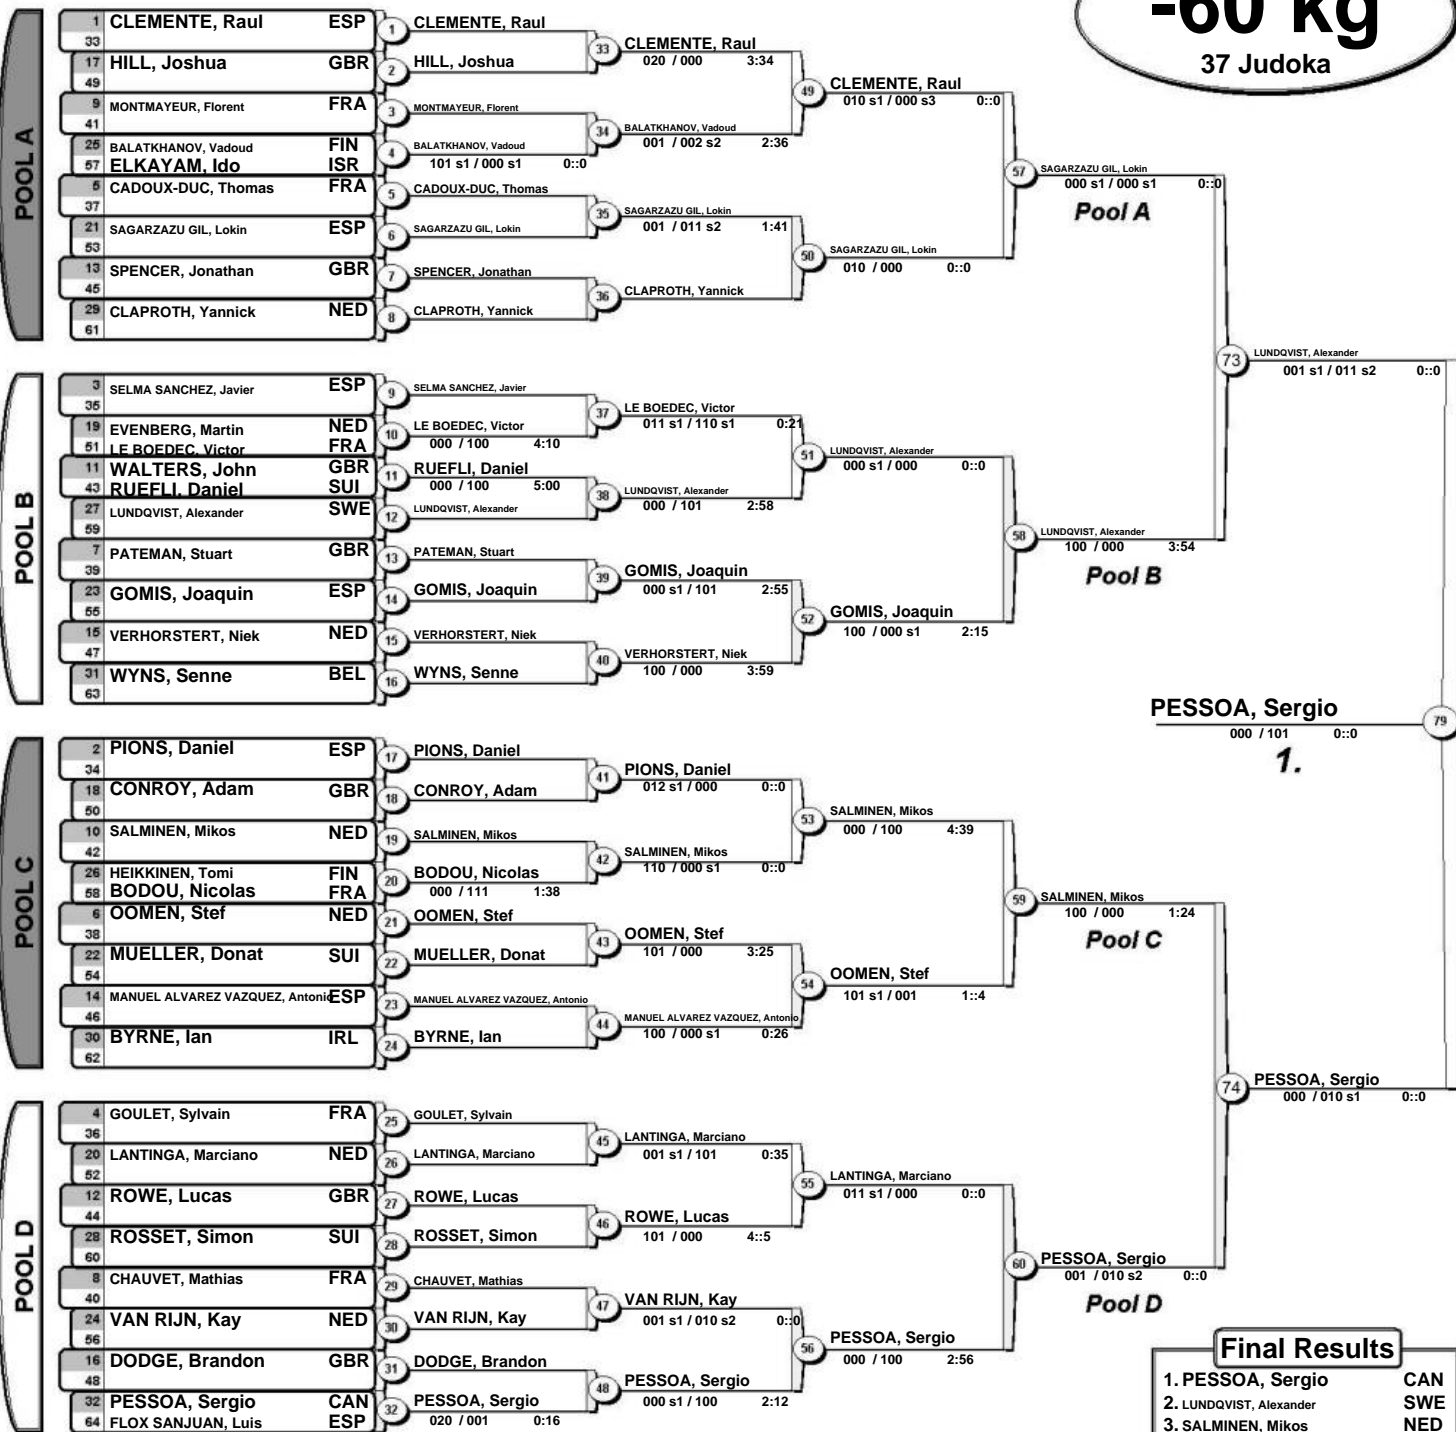 -60 kg
37 Judoka
POOL A
1 CLEMENTE, Raul ESP
33
17 HILL, Joshua GBR
49
9 MONTMAYEUR, Florent FRA
41
25 BALATKHANOV, Vadoud FIN
57 ELKAYAM, Ido ISR
5 CADOUX-DUC, Thomas FRA
37
21 SAGARZAZU GIL, Lokin ESP
53
13 SPENCER, Jonathan GBR
45
29 CLAPROTH, Yannick NED
61
1 CLEMENTE, Raul
2 HILL, Joshua
3 MONTMAYEUR, Florent
4 BALATKHANOV, Vadoud
101 s1 / 000 s1 0::0
5 CADOUX-DUC, Thomas
6 SAGARZAZU GIL, Lokin
7 SPENCER, Jonathan
8 CLAPROTH, Yannick
33 CLEMENTE, Raul
020 / 000 3:34
34 BALATKHANOV, Vadoud
001 / 002 s2 2:36
35 SAGARZAZU GIL, Lokin
001 / 011 s2 1:41
36 CLAPROTH, Yannick
49 CLEMENTE, Raul
010 s1 / 000 s3 0::0
50 SAGARZAZU GIL, Lokin
010 / 000 0::0
57 SAGARZAZU GIL, Lokin
000 s1 / 000 s1 0::0
Pool A
POOL B
3 SELMA SANCHEZ, Javier ESP
35
19 EVENBERG, Martin NED
51 LE BOEDEC, Victor FRA
11 WALTERS, John GBR
43 RUEFLI, Daniel SUI
27 LUNDQVIST, Alexander SWE
59
7 PATEMAN, Stuart GBR
39
23 GOMIS, Joaquin ESP
55
15 VERHORSTERT, Niek NED
47
31 WYNS, Senne BEL
63
9 SELMA SANCHEZ, Javier
10 LE BOEDEC, Victor
000 / 100 4:10
11 RUEFLI, Daniel
000 / 100 5:00
12 LUNDQVIST, Alexander
13 PATEMAN, Stuart
14 GOMIS, Joaquin
15 VERHORSTERT, Niek
16 WYNS, Senne
37 LE BOEDEC, Victor
011 s1 / 110 s1 0:21
38 LUNDQVIST, Alexander
000 / 101 2:58
39 GOMIS, Joaquin
000 s1 / 101 2:55
40 VERHORSTERT, Niek
100 / 000 3:59
51 LUNDQVIST, Alexander
000 s1 / 000 0::0
52 GOMIS, Joaquin
100 / 000 s1 2:15
58 LUNDQVIST, Alexander
100 / 000 3:54
Pool B
73 LUNDQVIST, Alexander
001 s1 / 011 s2 0::0
PESSOA, Sergio 79
000 / 101 0::0
1.
POOL C
2 PIONS, Daniel ESP
34
18 CONROY, Adam GBR
50
10 SALMINEN, Mikos NED
42
26 HEIKKINEN, Tomi FIN
58 BODOU, Nicolas FRA
6 OOMEN, Stef NED
38
22 MUELLER, Donat SUI
54
14 MANUEL ALVAREZ VAZQUEZ, Antonio ESP
46
30 BYRNE, Ian IRL
62
17 PIONS, Daniel
18 CONROY, Adam
19 SALMINEN, Mikos
20 BODOU, Nicolas
000 / 111 1:38
21 OOMEN, Stef
22 MUELLER, Donat
23 MANUEL ALVAREZ VAZQUEZ, Antonio
24 BYRNE, Ian
41 PIONS, Daniel
012 s1 / 000 0::0
42 SALMINEN, Mikos
110 / 000 s1 0::0
43 OOMEN, Stef
101 / 000 3:25
44 MANUEL ALVAREZ VAZQUEZ, Antonio
100 / 000 s1 0:26
53 SALMINEN, Mikos
000 / 100 4:39
54 OOMEN, Stef
101 s1 / 001 1::4
59 SALMINEN, Mikos
100 / 000 1:24
Pool C
74 PESSOA, Sergio
000 / 010 s1 0::0
POOL D
4 GOULET, Sylvain FRA
36
20 LANTINGA, Marciano NED
52
12 ROWE, Lucas GBR
44
28 ROSSET, Simon SUI
60
8 CHAUVET, Mathias FRA
40
24 VAN RIJN, Kay NED
56
16 DODGE, Brandon GBR
48
32 PESSOA, Sergio CAN
64 FLOX SANJUAN, Luis ESP
25 GOULET, Sylvain
26 LANTINGA, Marciano
27 ROWE, Lucas
28 ROSSET, Simon
29 CHAUVET, Mathias
30 VAN RIJN, Kay
31 DODGE, Brandon
32 PESSOA, Sergio
020 / 001 0:16
45 LANTINGA, Marciano
001 s1 / 101 0:35
46 ROWE, Lucas
101 / 000 4::5
47 VAN RIJN, Kay
001 s1 / 010 s2 0::0
48 PESSOA, Sergio
000 s1 / 100 2:12
55 LANTINGA, Marciano
011 s1 / 000 0::0
56 PESSOA, Sergio
000 / 100 2:56
60 PESSOA, Sergio
001 / 010 s2 0::0
Pool D
Final Results
1. PESSOA, Sergio CAN
2. LUNDQVIST, Alexander SWE
3. SALMINEN, Mikos NED